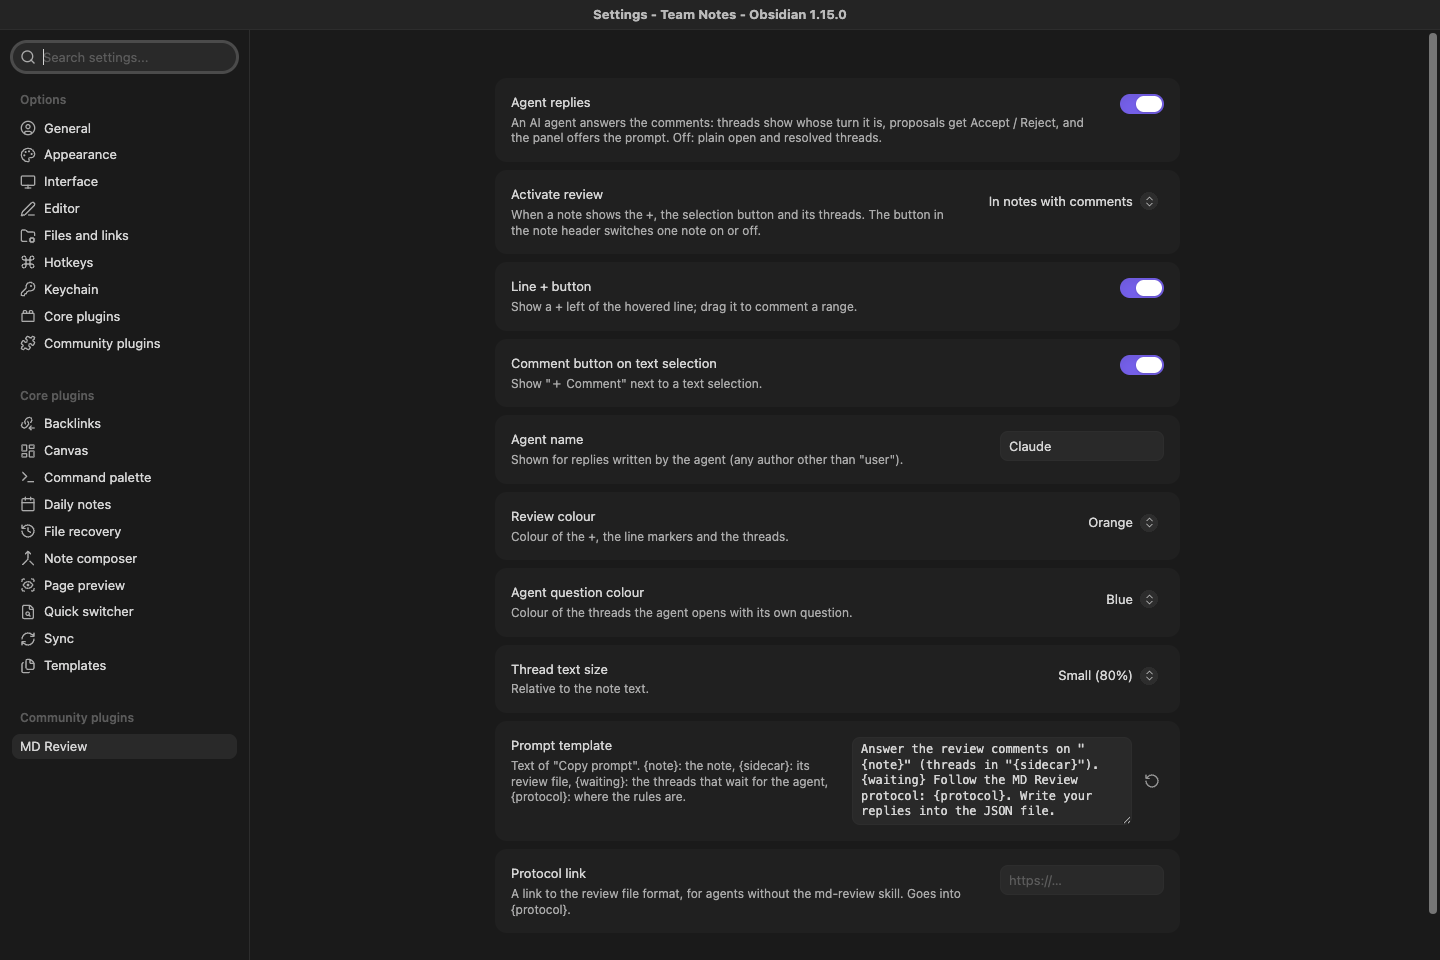 Settings - Team Notes - Obsidian 1.15.0
Search settings...
Options
General
Appearance
Interface
Editor
Files and links
Hotkeys
Keychain
Core plugins
Community plugins
Core plugins
Backlinks
Canvas
Command palette
Daily notes
File recovery
Note composer
Page preview
Quick switcher
Sync
Templates
Community plugins
MD Review
Agent replies
An AI agent answers the comments: threads show whose turn it is, proposals get Accept / Reject, and
the panel offers the prompt. Off: plain open and resolved threads.
Activate review
When a note shows the +, the selection button and its threads. The button in
the note header switches one note on or off.
In notes with comments
Line + button
Show a + left of the hovered line; drag it to comment a range.
Comment button on text selection
Show "+ Comment" next to a text selection.
Agent name
Shown for replies written by the agent (any author other than "user").
Claude
Review colour
Colour of the +, the line markers and the threads.
Orange
Agent question colour
Colour of the threads the agent opens with its own question.
Blue
Thread text size
Relative to the note text.
Small (80%)
Prompt template
Text of "Copy prompt". {note}: the note, {sidecar}: its
review file, {waiting}: the threads that wait for the agent,
{protocol}: where the rules are.
Answer the review comments on "
{note}" (threads in "{sidecar}").
{waiting} Follow the MD Review
protocol: {protocol}. Write your
replies into the JSON file.
Protocol link
A link to the review file format, for agents without the md-review skill. Goes into
{protocol}.
https://...